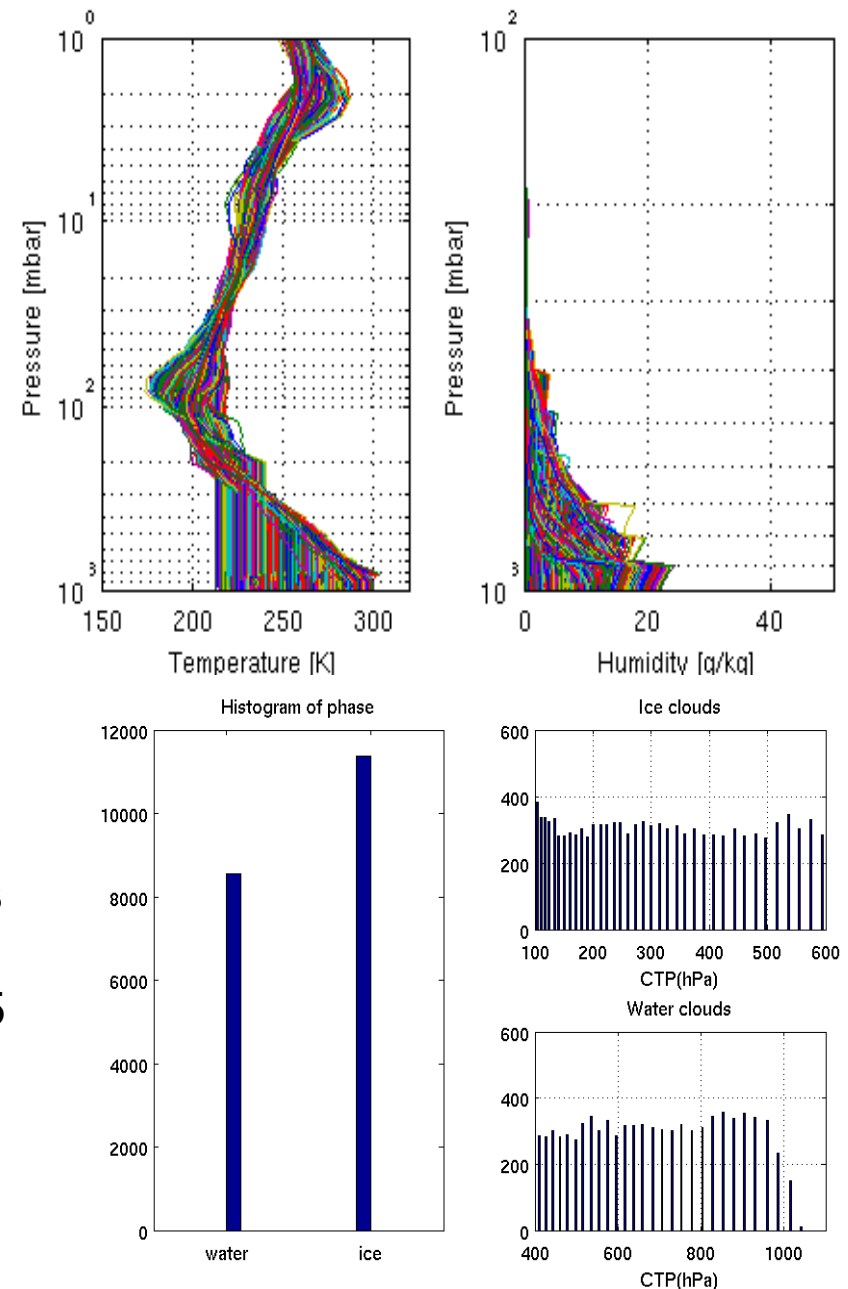 10^0
10^1
10^2
10^3
Pressure [mbar]
150 200 250 300
Temperature [K]
10^2
10^3
Pressure [mbar]
0 20 40
Humidity [g/kg]
Histogram of phase
12000
10000
8000
6000
4000
2000
0
water ice
Ice clouds
600
400
200
0
100 200 300 400 500 600
CTP(hPa)
Water clouds
600
400
200
0
400 600 800 1000
CTP(hPa)